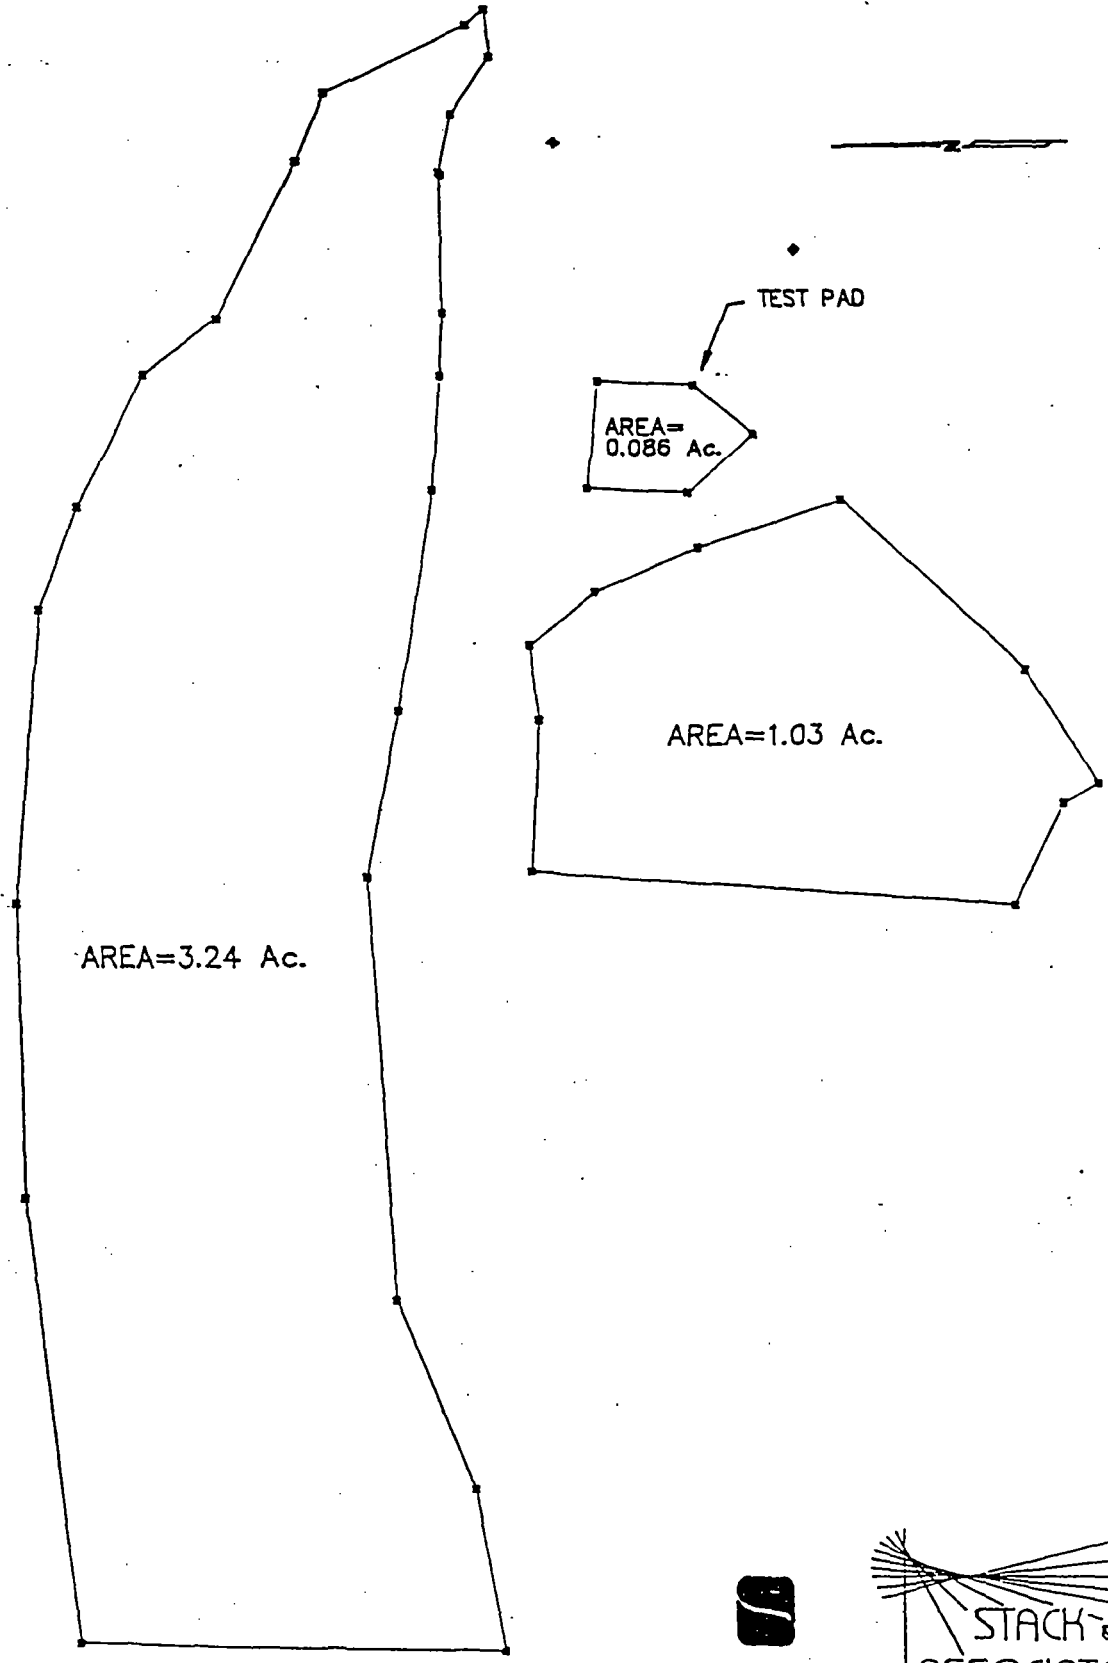 Z
TEST PAD
AREA=
0.086 Ac.
AREA=1.03 Ac.
AREA=3.24 Ac.
STACK